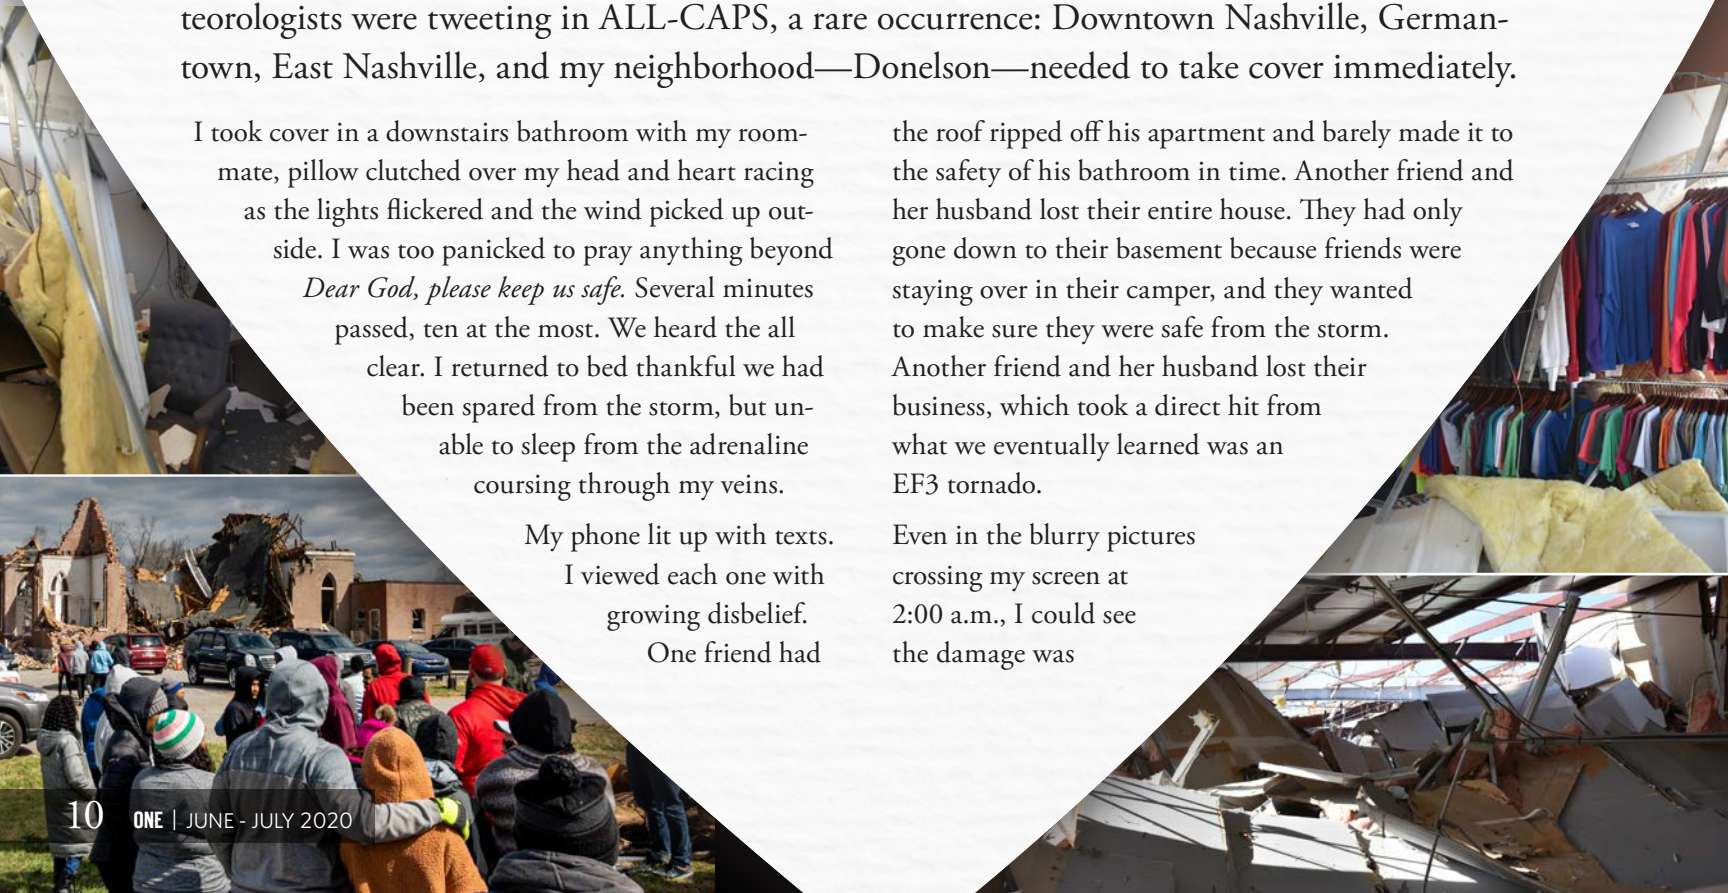 teorologists were tweeting in ALL-CAPS, a rare occurrence: Downtown Nashville, German-
town, East Nashville, and my neighborhood—Donelson—needed to take cover immediately.
I took cover in a downstairs bathroom with my room-
mate, pillow clutched over my head and heart racing
as the lights flickered and the wind picked up out-
side. I was too panicked to pray anything beyond
Dear God, please keep us safe. Several minutes
passed, ten at the most. We heard the all
clear. I returned to bed thankful we had
been spared from the storm, but un-
able to sleep from the adrenaline
coursing through my veins.
My phone lit up with texts.
I viewed each one with
growing disbelief.
One friend had
the roof ripped off his apartment and barely made it to
the safety of his bathroom in time. Another friend and
her husband lost their entire house. They had only
gone down to their basement because friends were
staying over in their camper, and they wanted
to make sure they were safe from the storm.
Another friend and her husband lost their
business, which took a direct hit from
what we eventually learned was an
EF3 tornado.
Even in the blurry pictures
crossing my screen at
2:00 a.m., I could see
the damage was
10 ONE | JUNE - JULY 2020